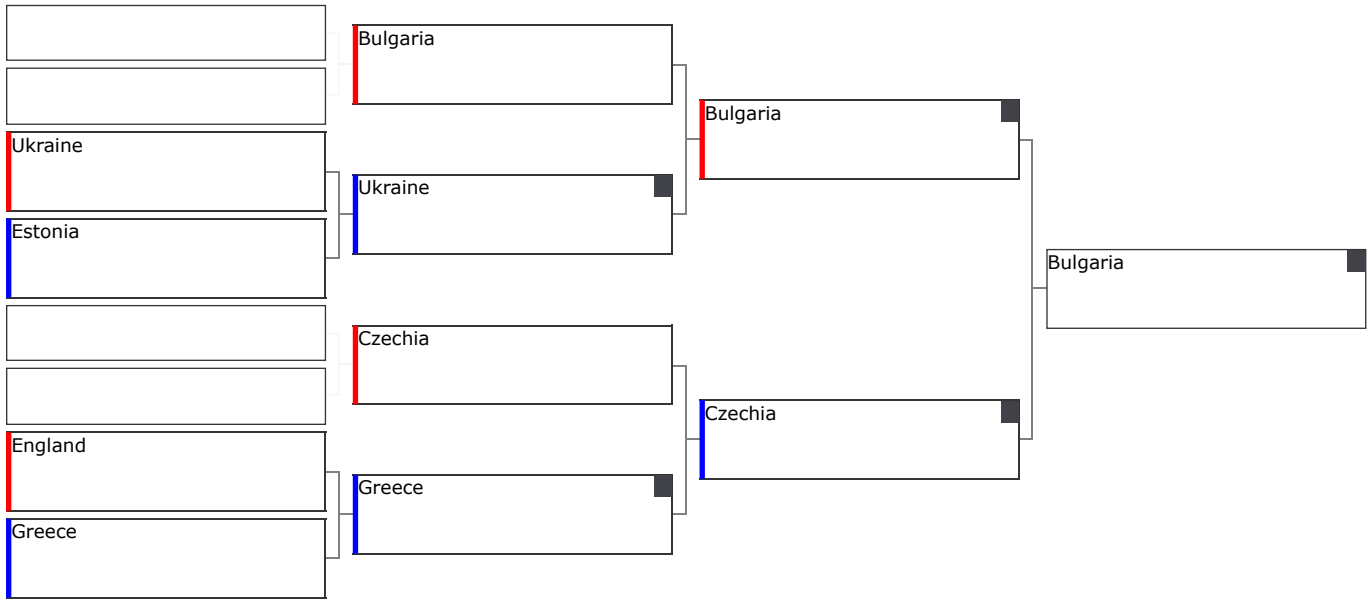 Bulgaria
Bulgaria
Ukraine
Ukraine
Estonia
Bulgaria
Czechia
Czechia
England
Greece
Greece